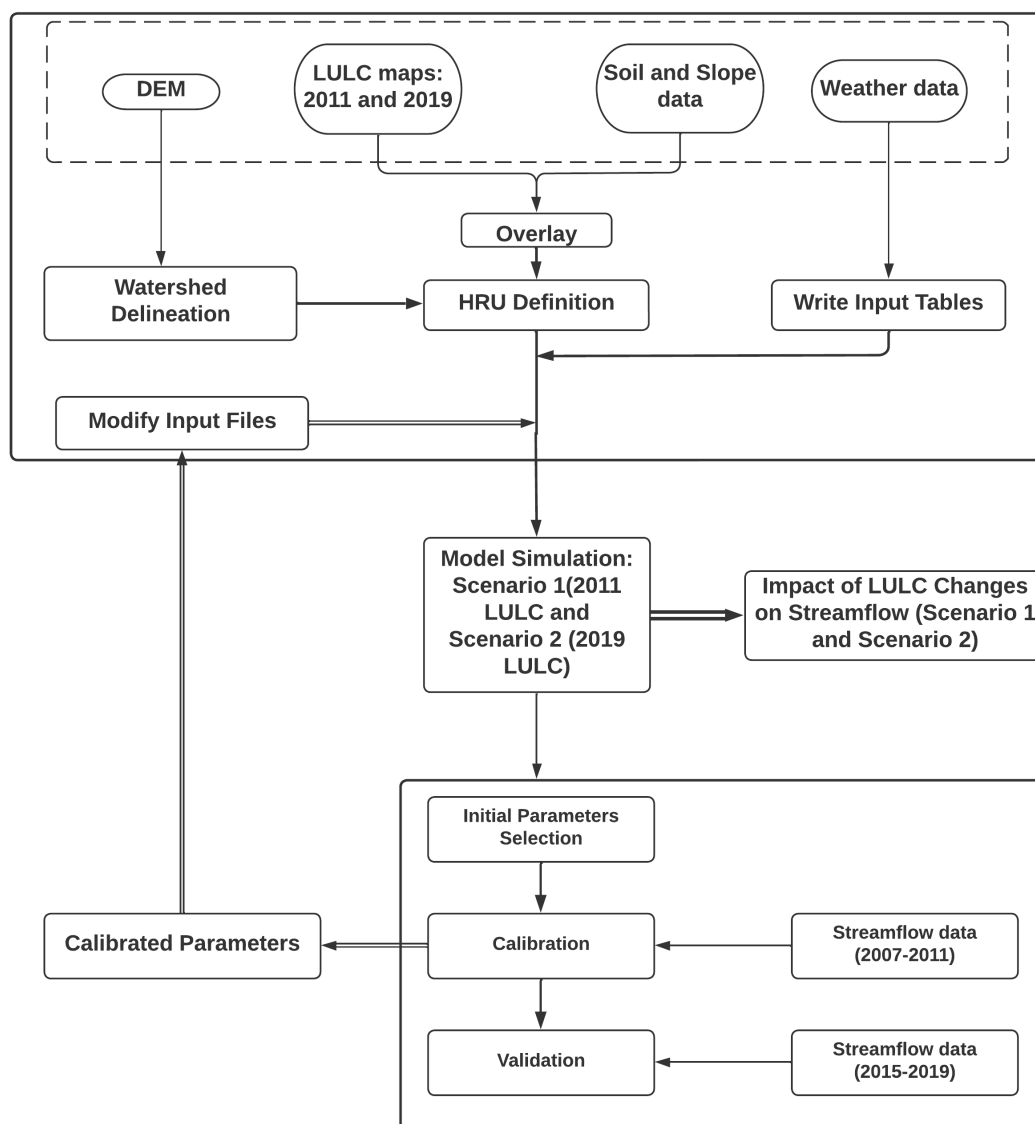 DEM
LULC maps:
2011 and 2019
Soil and Slope
data
Weather data
Overlay
Watershed
Delineation
HRU Definition
Write Input Tables
Modify Input Files
Model Simulation:
Scenario 1(2011
LULC and
Scenario 2 (2019
LULC)
Impact of LULC Changes
on Streamflow (Scenario 1
and Scenario 2)
Initial Parameters
Selection
Calibrated Parameters
Calibration
Streamflow data
(2007-2011)
Validation
Streamflow data
(2015-2019)